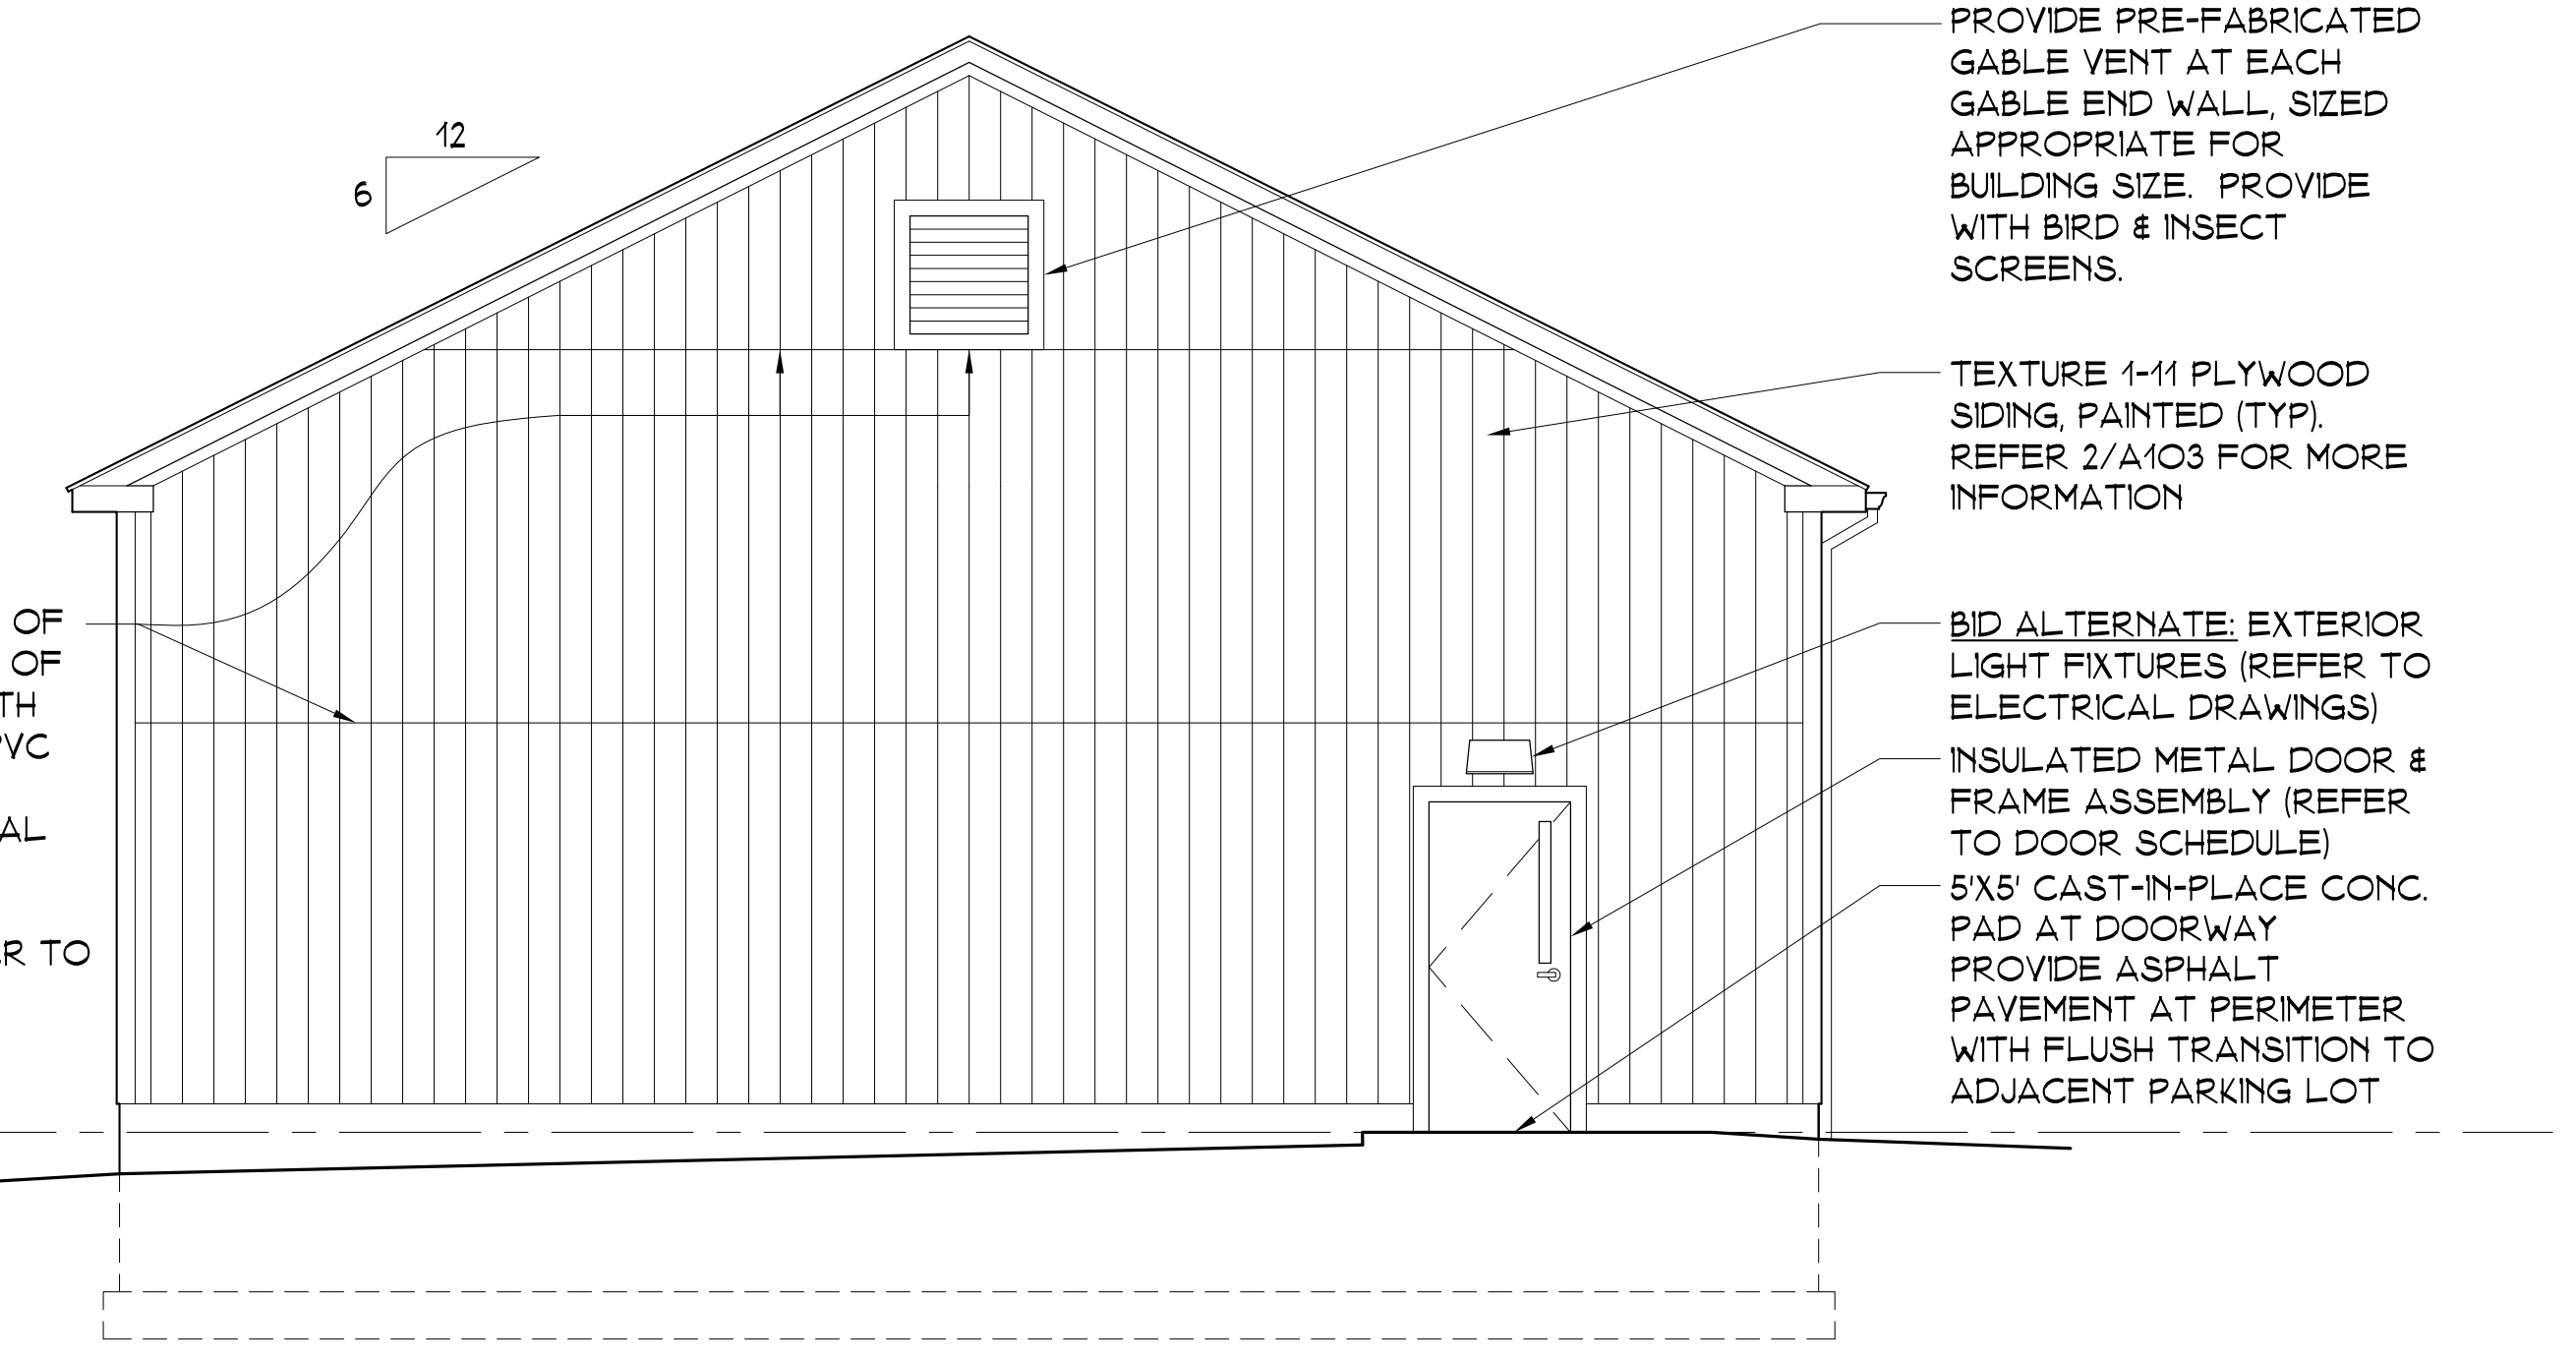 PROVIDE PRE-FABRICATED
GABLE VENT AT EACH
GABLE END WALL, SIZED
APPROPRIATE FOR
BUILDING SIZE. PROVIDE
WITH BIRD & INSECT
SCREENS.
12
6
TEXTURE 1-11 PLYWOOD
SIDING, PAINTED (TYP).
REFER 2/A103 FOR MORE
INFORMATION
OF
OF
TH
PVC
AL
R TO
BID ALTERNATE: EXTERIOR
LIGHT FIXTURES (REFER TO
ELECTRICAL DRAWINGS)
INSULATED METAL DOOR &
FRAME ASSEMBLY (REFER
TO DOOR SCHEDULE)
5'X5' CAST-IN-PLACE CONC.
PAD AT DOORWAY
PROVIDE ASPHALT
PAVEMENT AT PERIMETER
WITH FLUSH TRANSITION TO
ADJACENT PARKING LOT